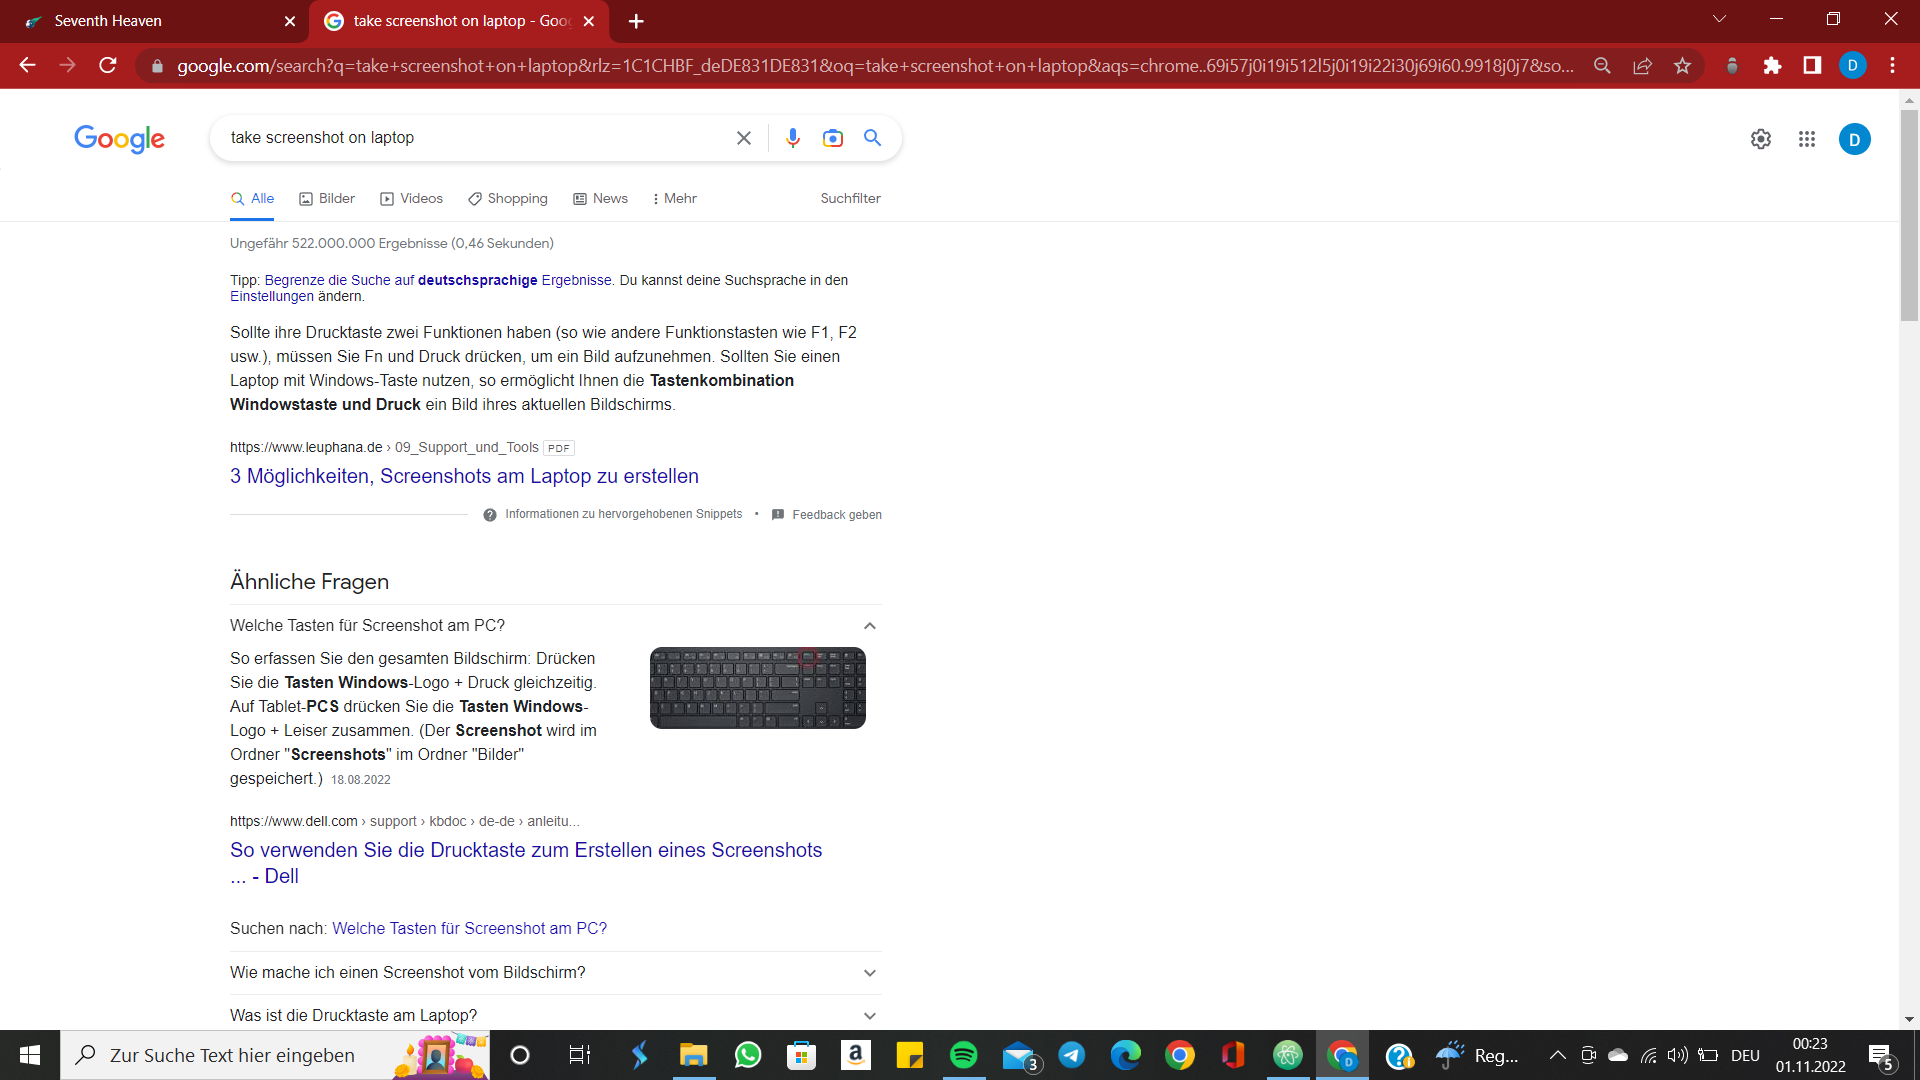 Seventh Heaven
take screenshot on laptop - Goo
google.com/search?q=take+screenshot+on+laptop&rlz=1C1CHBF_deDE831DE831&oq=take+screenshot+on+laptop&aqs=chrome..69i57j0i19i512l5j0i19i22i30j69i60.9918j0j7&so...
D
Google
take screenshot on laptop
D
Alle
Bilder
Videos
Shopping
News
Mehr
Suchfilter
Ungefähr 522.000.000 Ergebnisse (0,46 Sekunden)
Tipp: Begrenze die Suche auf deutschsprachige Ergebnisse. Du kannst deine Suchsprache in den
Einstellungen ändern.
Sollte ihre Drucktaste zwei Funktionen haben (so wie andere Funktionstasten wie F1, F2
usw.), müssen Sie Fn und Druck drücken, um ein Bild aufzunehmen. Sollten Sie einen
Laptop mit Windows-Taste nutzen, so ermöglicht Ihnen die Tastenkombination
Windowstaste und Druck ein Bild ihres aktuellen Bildschirms.
https://www.leuphana.de › 09_Support_und_Tools PDF
3 Möglichkeiten, Screenshots am Laptop zu erstellen
Informationen zu hervorgehobenen Snippets • Feedback geben
Ähnliche Fragen
Welche Tasten für Screenshot am PC?
So erfassen Sie den gesamten Bildschirm: Drücken
Sie die Tasten Windows-Logo + Druck gleichzeitig.
Auf Tablet-PCS drücken Sie die Tasten Windows-
Logo + Leiser zusammen. (Der Screenshot wird im
Ordner "Screenshots" im Ordner "Bilder"
gespeichert.) 18.08.2022
https://www.dell.com › support › kbdoc › de-de › anleitu...
So verwenden Sie die Drucktaste zum Erstellen eines Screenshots
... - Dell
Suchen nach: Welche Tasten für Screenshot am PC?
Wie mache ich einen Screenshot vom Bildschirm?
Was ist die Drucktaste am Laptop?
Zur Suche Text hier eingeben
a
3
D
Reg...
DEU
00:23
01.11.2022
5